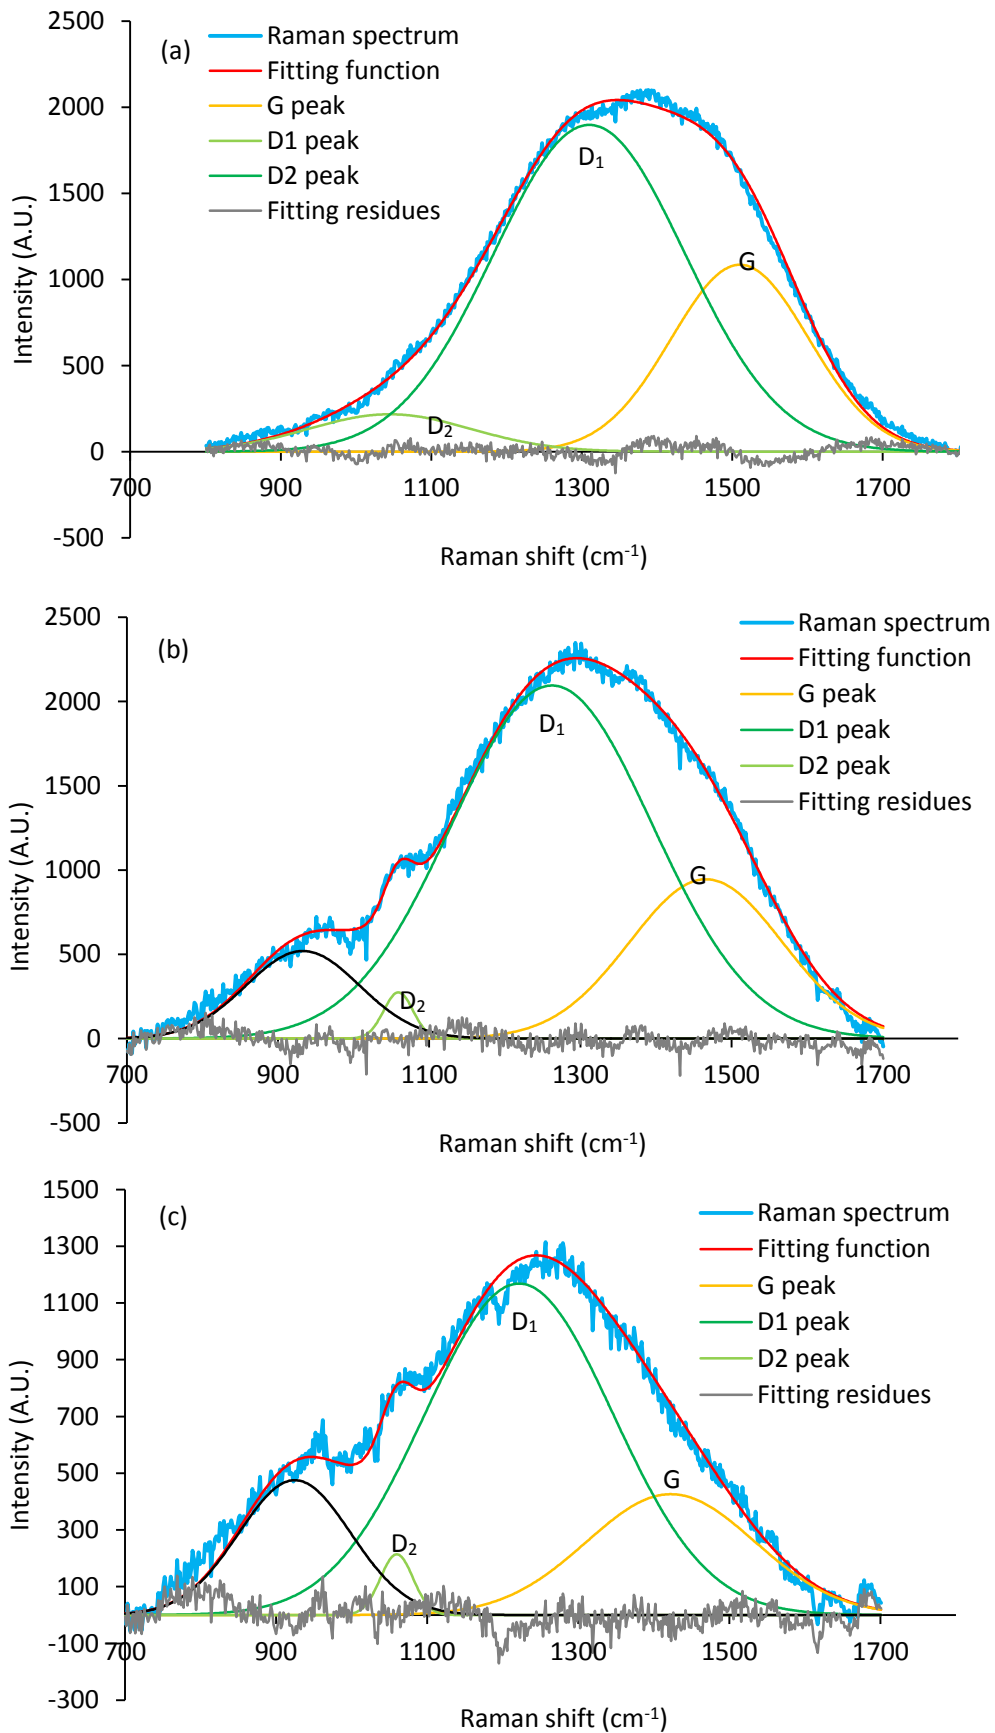 2500
(a)
Raman spectrum
Fitting function
G peak
D1 peak
D2 peak
Fitting residues
2000
1500
1000
500
0
-500
D₁
G
D₂
700 900 1100 1300 1500 1700
Intensity (A.U.)
Raman shift (cm⁻¹)
2500
(b)
Raman spectrum
Fitting function
G peak
D1 peak
D2 peak
Fitting residues
2000
1500
1000
500
0
-500
D₁
G
D₂
700 900 1100 1300 1500 1700
Intensity (A.U.)
Raman shift (cm⁻¹)
1500
(c)
Raman spectrum
Fitting function
G peak
D1 peak
D2 peak
Fitting residues
1300
1100
900
700
500
300
100
-100
-300
D₁
G
D₂
700 900 1100 1300 1500 1700
Intensity (A.U.)
Raman shift (cm⁻¹)